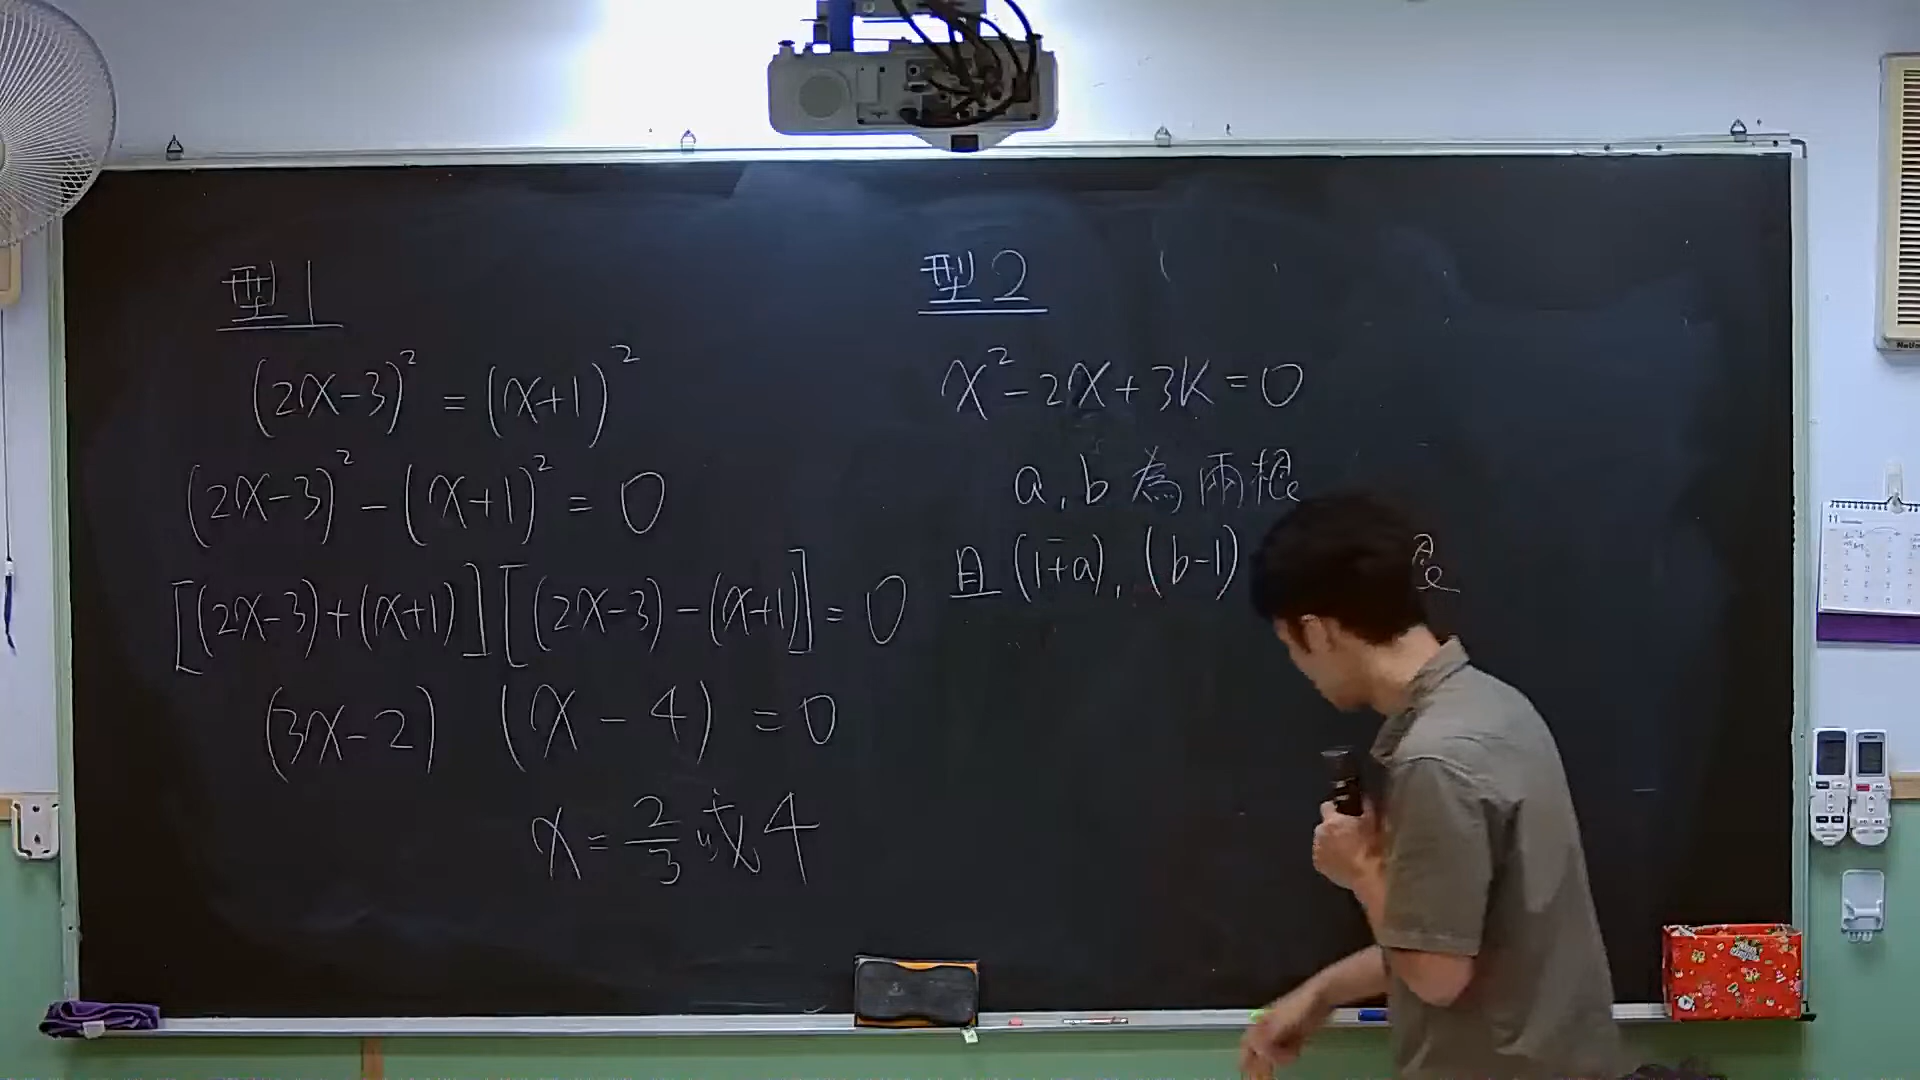 型1
(2x-3)² = (x+1)²
(2x-3)² - (x+1)² = 0
[(2x-3)+(x+1)][(2x-3)-(x+1)] = 0
(3x-2) (x-4) = 0
x = 2/3 或 4
型2
x²-2x+3k=0
a,b為兩根
且(1+a),(b-1)
11